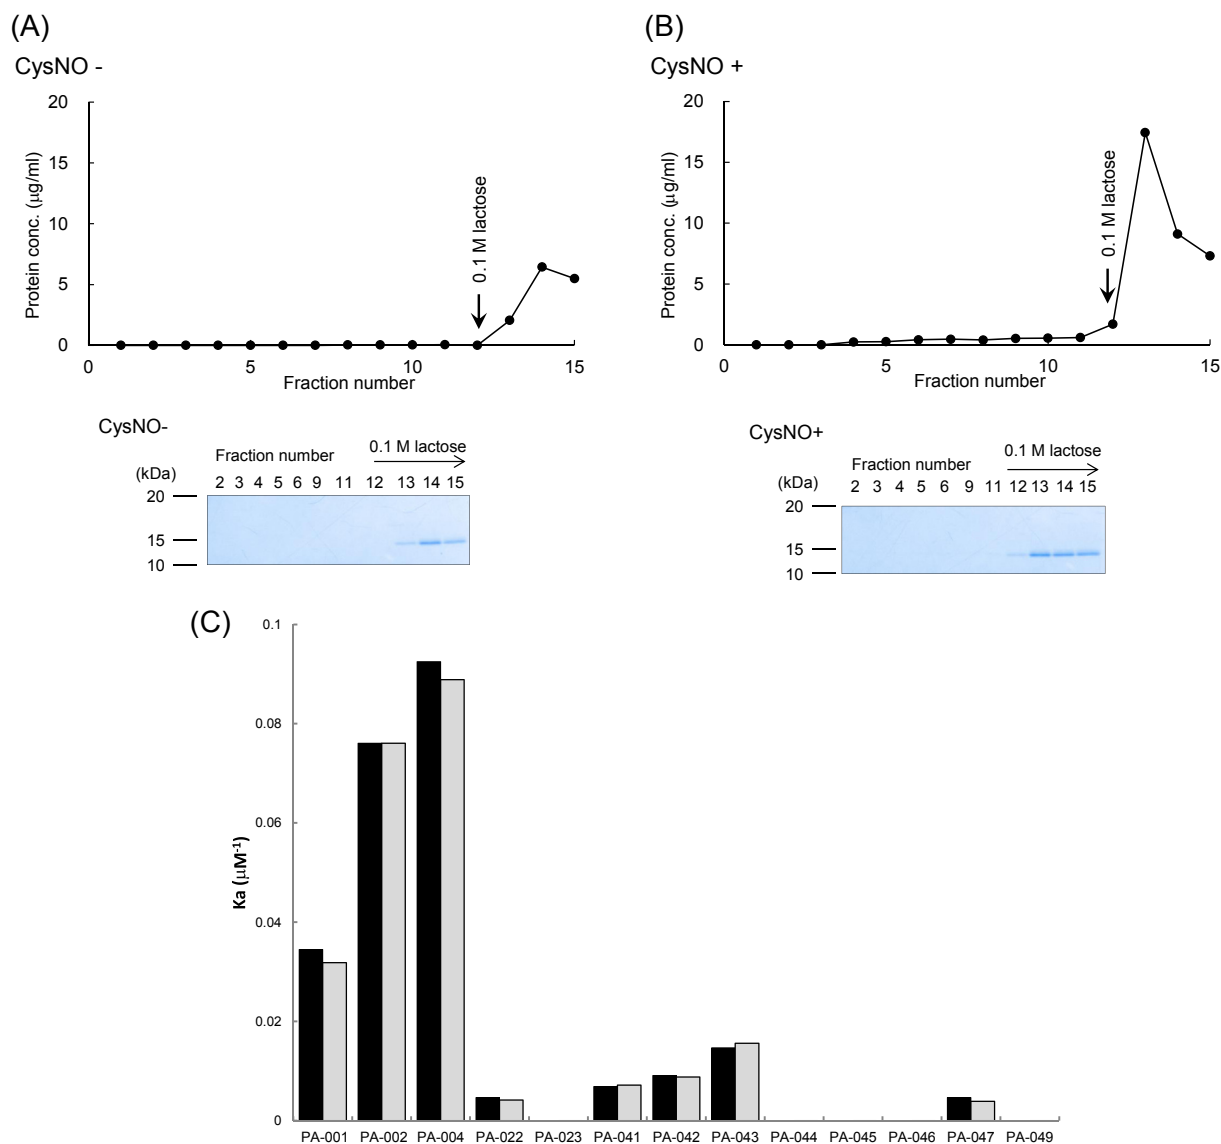 (A)
CysNO -
Protein conc. (μg/ml)
20
15
10
5
0
0.1 M lactose
0 5 10 15
Fraction number
CysNO-
Fraction number
0.1 M lactose
(kDa)
2 3 4 5 6 9 11 12 13 14 15
20
15
10
(B)
CysNO +
Protein conc. (μg/ml)
20
15
10
5
0
0.1 M lactose
0 5 10 15
Fraction number
CysNO+
Fraction number
0.1 M lactose
(kDa)
2 3 4 5 6 9 11 12 13 14 15
20
15
10
(C)
Ka (μM⁻¹)
0.1
0.08
0.06
0.04
0.02
0
PA-001 PA-002 PA-004 PA-022 PA-023 PA-041 PA-042 PA-043 PA-044 PA-045 PA-046 PA-047 PA-049